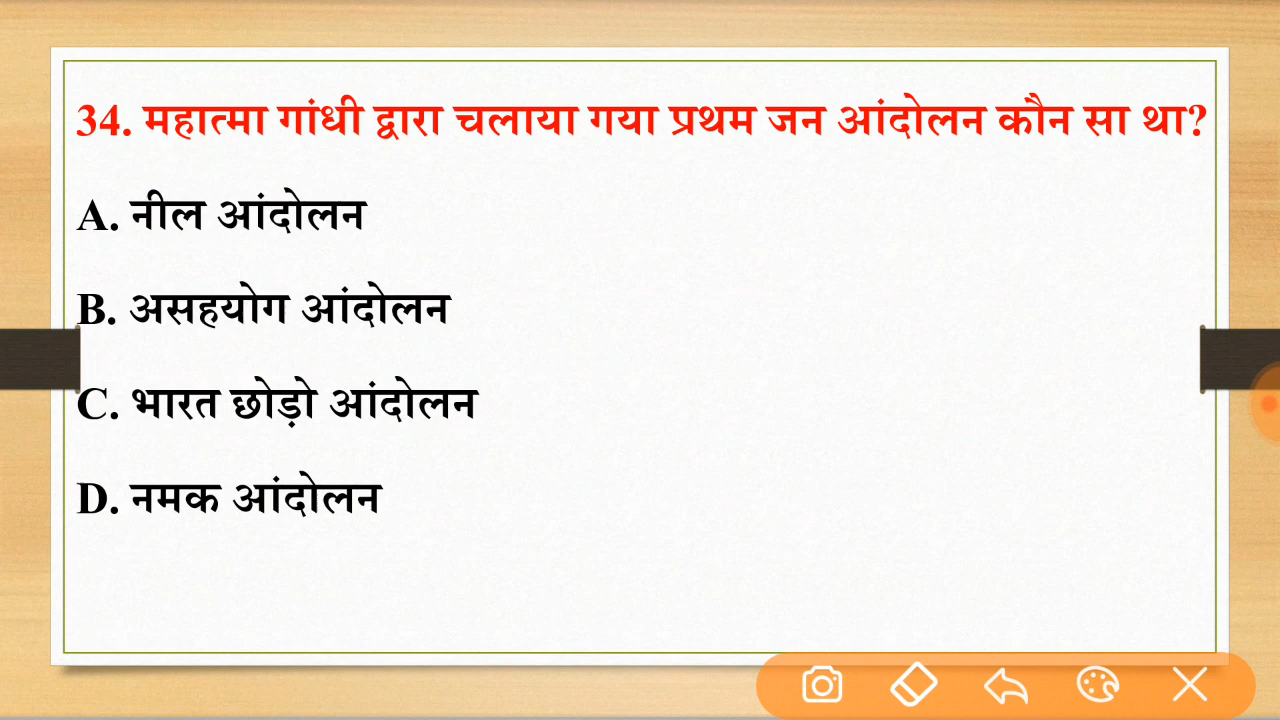 34. महात्मा गांधी द्वारा चलाया गया प्रथम जन आंदोलन कौन सा था?
A. नील आंदोलन
B. असहयोग आंदोलन
C. भारत छोड़ो आंदोलन
D. नमक आंदोलन